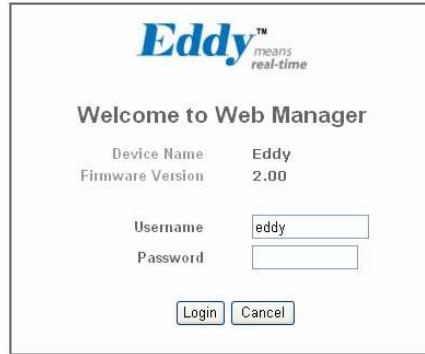 Eddy™
means
real-time
Welcome to Web Manager
Device Name Eddy
Firmware Version 2.00
Username eddy
Password
Login Cancel